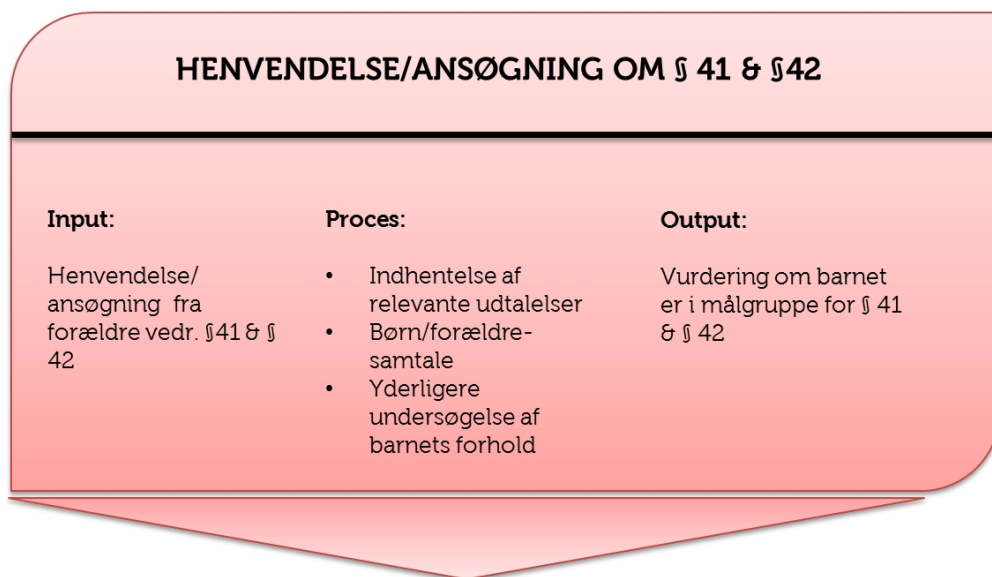 HENVENDELSE/ANSØGNING OM § 41 & §42
Input:
Henvendelse/
ansøgning fra
forældre vedr. §41 & §
42
Proces:
• Indhentelse af
relevante udtalelser
• Børn/forældre-
samtale
• Yderligere
undersøgelse af
barnets forhold
Output:
Vurdering om barnet
er i målgruppe for § 41
& § 42